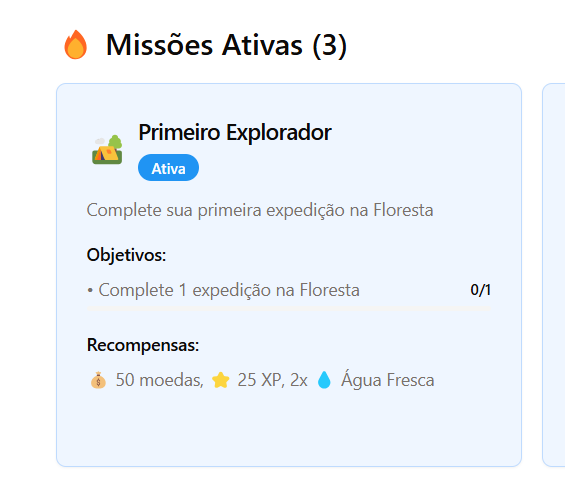 Missões Ativas (3)
Primeiro Explorador
Ativa
Complete sua primeira expedição na Floresta
Objetivos:
• Complete 1 expedição na Floresta 0/1
Recompensas:
50 moedas, 25 XP, 2x Água Fresca